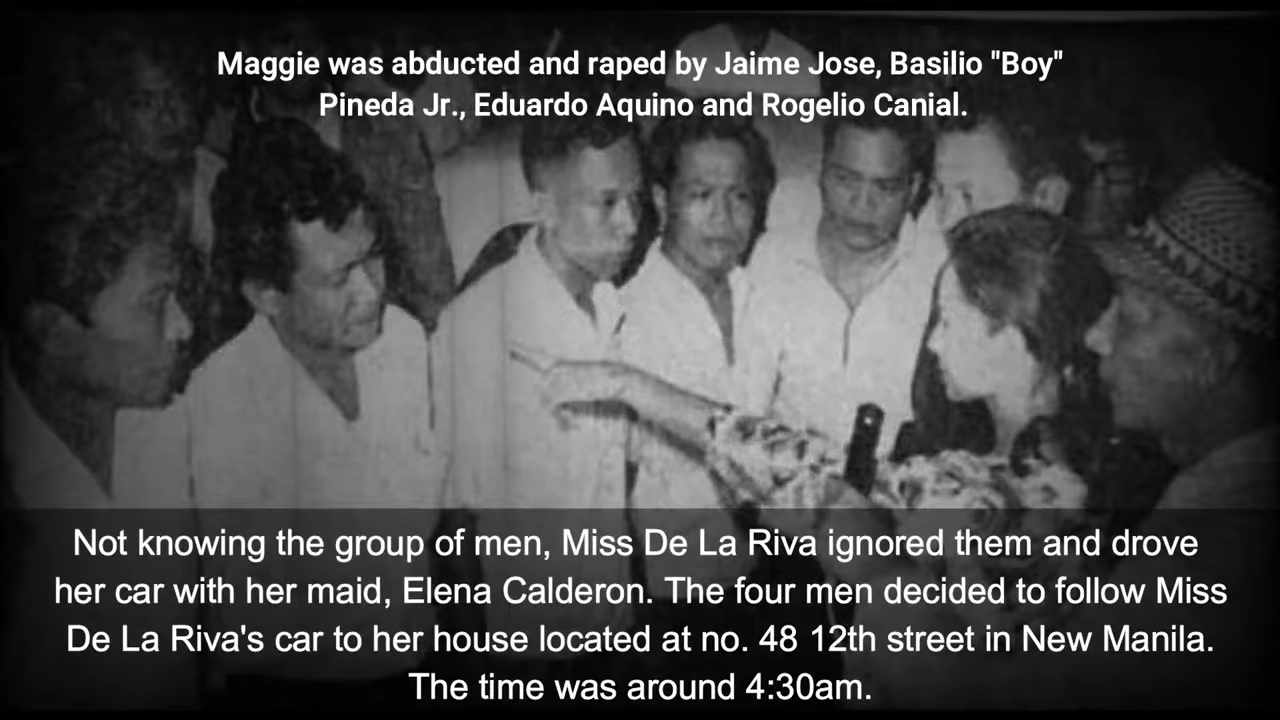 Maggie was abducted and raped by Jaime Jose, Basilio "Boy"
Pineda Jr., Eduardo Aquino and Rogelio Canial.
Not knowing the group of men, Miss De La Riva ignored them and drove
her car with her maid, Elena Calderon. The four men decided to follow Miss
De La Riva's car to her house located at no. 48 12th street in New Manila.
The time was around 4:30am.